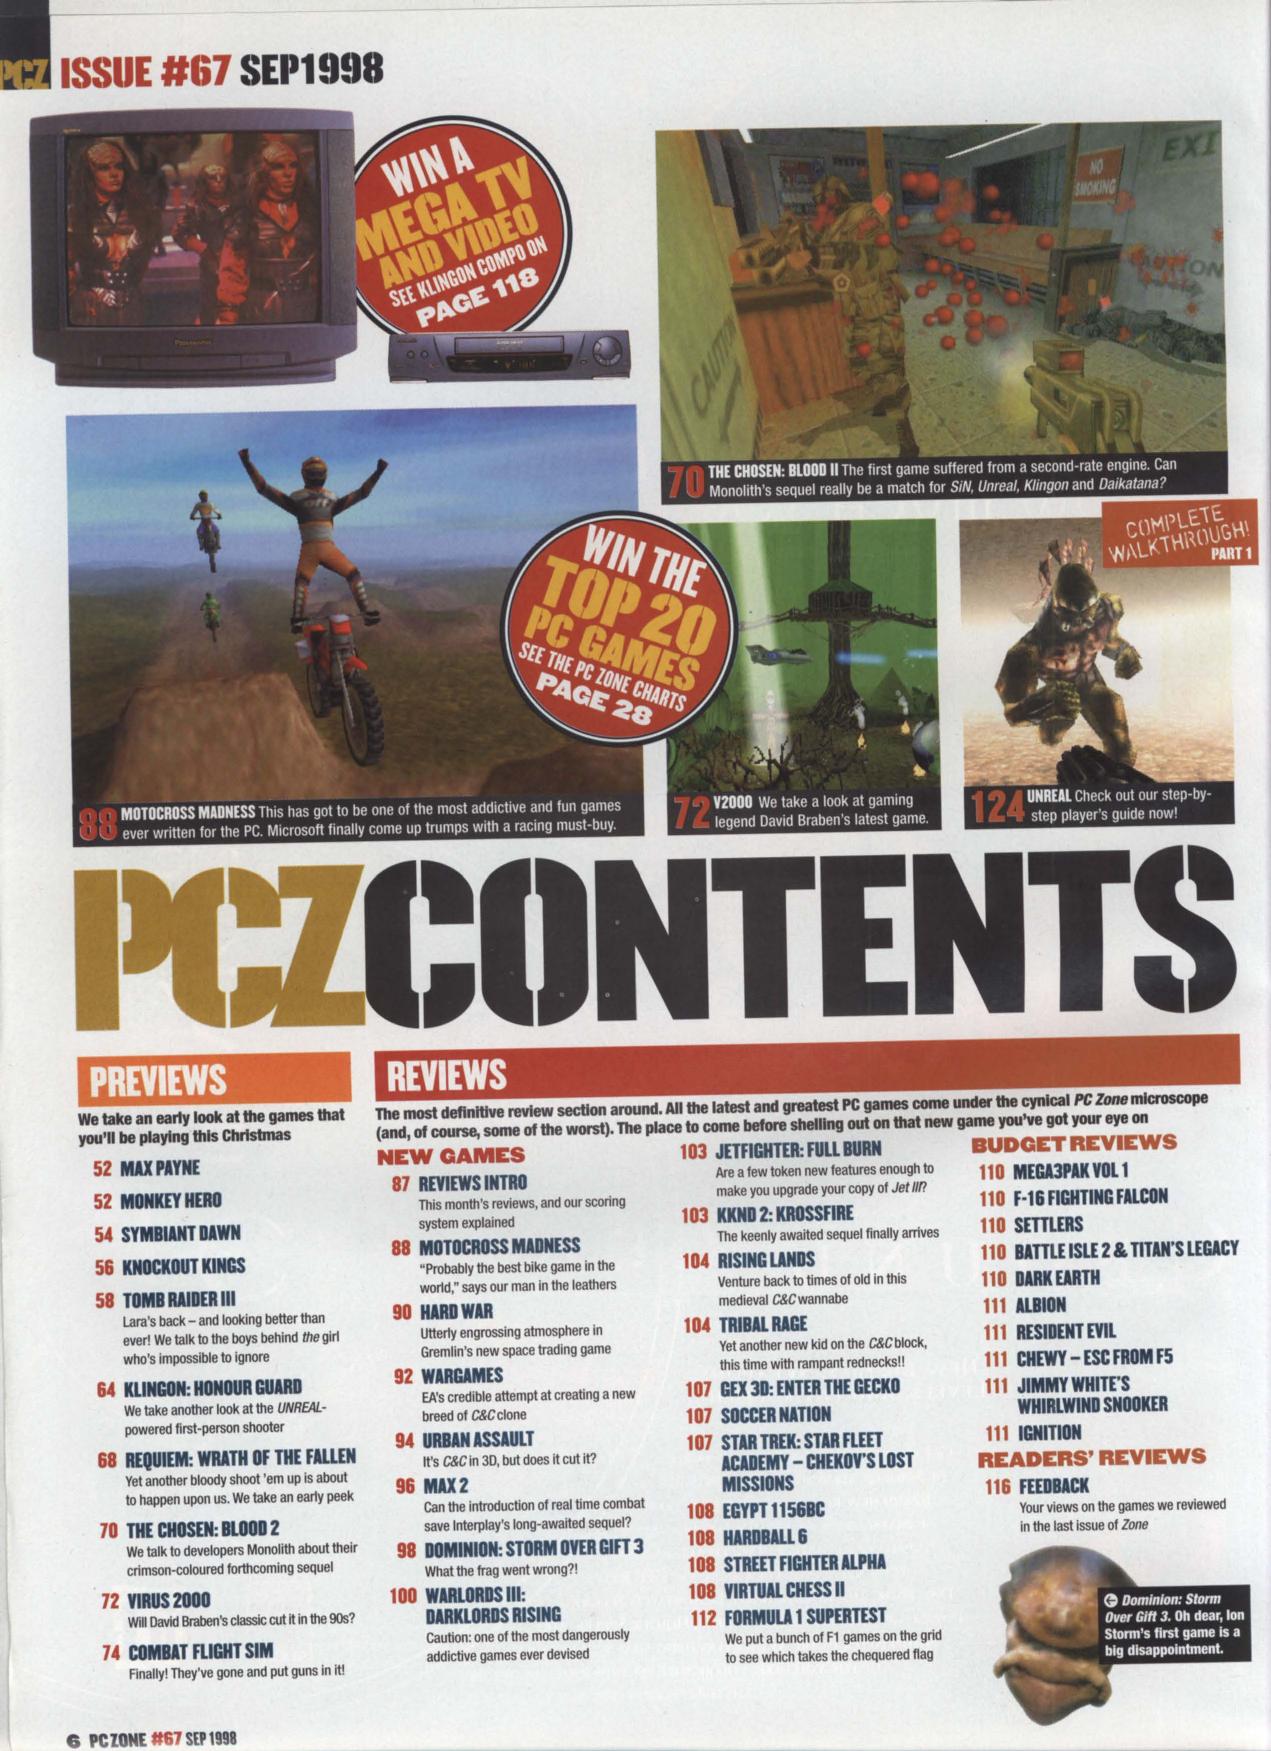 PCZ ISSUE #67 SEP1998
WIN A
MEGA TV
AND VIDEO
SEE KLINGON COMPO ON
PAGE 118
Panasonic
EXI
NO
SMOKING
CAUTION
70 THE CHOSEN: BLOOD II The first game suffered from a second-rate engine. Can
Monolith's sequel really be a match for SiN, Unreal, Klingon and Daikatana?
WIN THE
TOP 20
PC GAMES
SEE THE PC ZONE CHARTS
PAGE 28
COMPLETE
WALKTHROUGH!
PART 1
88 MOTOCROSS MADNESS This has got to be one of the most addictive and fun games
ever written for the PC. Microsoft finally come up trumps with a racing must-buy.
72 V2000 We take a look at gaming
legend David Braben's latest game.
124 UNREAL Check out our step-by-
step player's guide now!
PCZCONTENTS
PREVIEWS
We take an early look at the games that
you'll be playing this Christmas
52 MAX PAYNE
52 MONKEY HERO
54 SYMBIANT DAWN
56 KNOCKOUT KINGS
58 TOMB RAIDER III
Lara's back – and looking better than
ever! We talk to the boys behind the girl
who's impossible to ignore
64 KLINGON: HONOUR GUARD
We take another look at the UNREAL-
powered first-person shooter
68 REQUIEM: WRATH OF THE FALLEN
Yet another bloody shoot 'em up is about
to happen upon us. We take an early peek
70 THE CHOSEN: BLOOD 2
We talk to developers Monolith about their
crimson-coloured forthcoming sequel
72 VIRUS 2000
Will David Braben's classic cut it in the 90s?
74 COMBAT FLIGHT SIM
Finally! They've gone and put guns in it!
REVIEWS
The most definitive review section around. All the latest and greatest PC games come under the cynical PC Zone microscope
(and, of course, some of the worst). The place to come before shelling out on that new game you've got your eye on
NEW GAMES
87 REVIEWS INTRO
This month's reviews, and our scoring
system explained
88 MOTOCROSS MADNESS
"Probably the best bike game in the
world," says our man in the leathers
90 HARD WAR
Utterly engrossing atmosphere in
Gremlin's new space trading game
92 WARGAMES
EA's credible attempt at creating a new
breed of C&C clone
94 URBAN ASSAULT
It's C&C in 3D, but does it cut it?
96 MAX 2
Can the introduction of real time combat
save Interplay's long-awaited sequel?
98 DOMINION: STORM OVER GIFT 3
What the frag went wrong?!
100 WARLORDS III:
DARKLORDS RISING
Caution: one of the most dangerously
addictive games ever devised
103 JETFIGHTER: FULL BURN
Are a few token new features enough to
make you upgrade your copy of Jet III?
103 KKND 2: KROSSFIRE
The keenly awaited sequel finally arrives
104 RISING LANDS
Venture back to times of old in this
medieval C&C wannabe
104 TRIBAL RAGE
Yet another new kid on the C&C block,
this time with rampant rednecks!!
107 GEX 3D: ENTER THE GECKO
107 SOCCER NATION
107 STAR TREK: STAR FLEET
ACADEMY – CHEKOV'S LOST
MISSIONS
108 EGYPT 1156BC
108 HARDBALL 6
108 STREET FIGHTER ALPHA
108 VIRTUAL CHESS II
112 FORMULA 1 SUPERTEST
We put a bunch of F1 games on the grid
to see which takes the chequered flag
BUDGET REVIEWS
110 MEGA3PAK VOL 1
110 F-16 FIGHTING FALCON
110 SETTLERS
110 BATTLE ISLE 2 & TITAN'S LEGACY
110 DARK EARTH
111 ALBION
111 RESIDENT EVIL
111 CHEWY – ESC FROM F5
111 JIMMY WHITE'S
WHIRLWIND SNOOKER
111 IGNITION
READERS' REVIEWS
116 FEEDBACK
Your views on the games we reviewed
in the last issue of Zone
Dominion: Storm
Over Gift 3. Oh dear, Ion
Storm's first game is a
big disappointment.
6 PC ZONE #67 SEP 1998